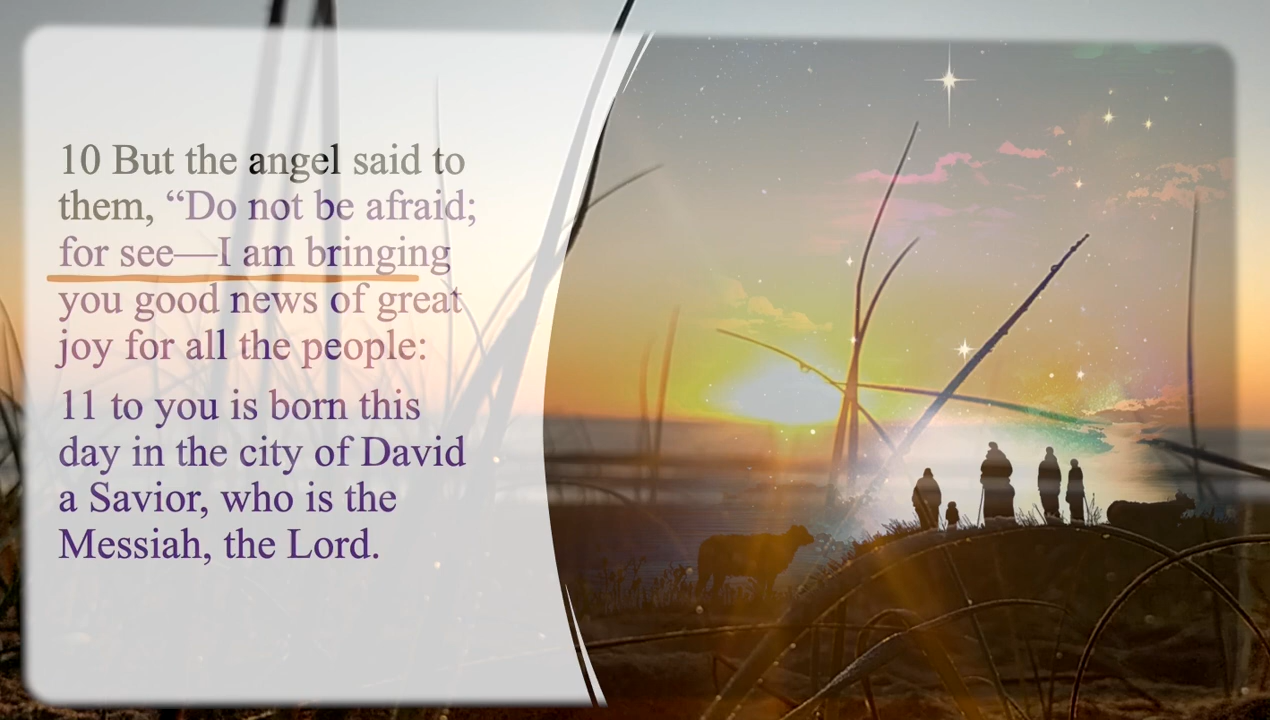 10 But the angel said to
them, “Do not be afraid;
for see—I am bringing
you good news of great
joy for all the people:
11 to you is born this
day in the city of David
a Savior, who is the
Messiah, the Lord.